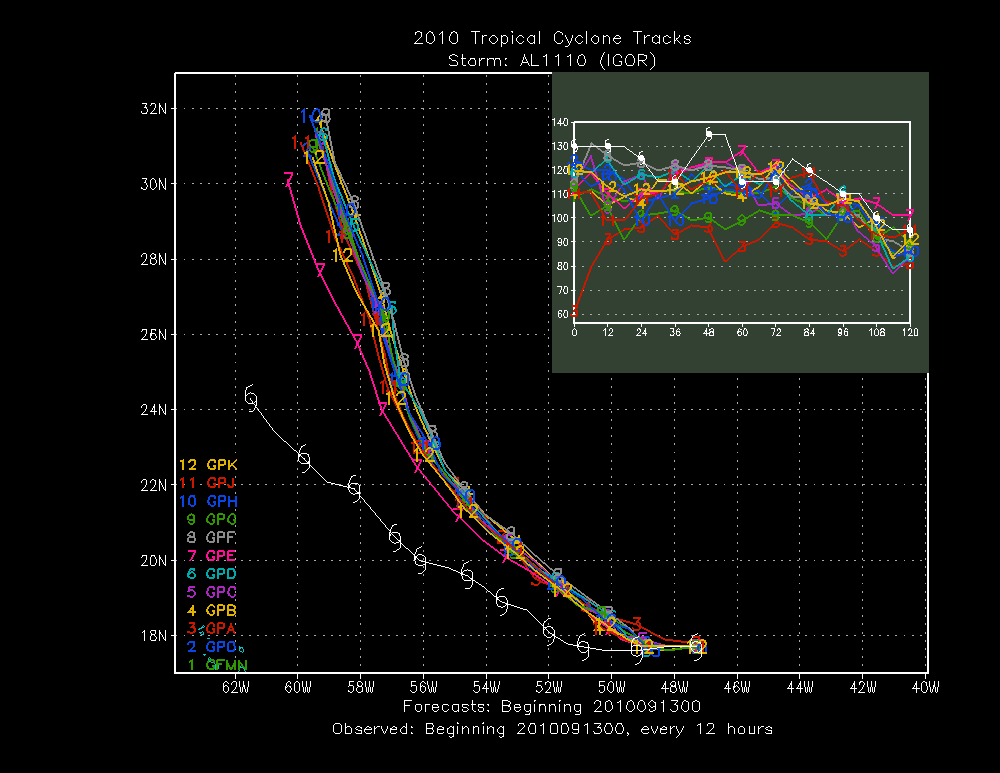 2010 Tropical Cyclone Tracks
Storm: AL1110 (IGOR)
140
130
120
110
100
90
80
70
60
0 12 24 36 48 60 72 84 96 108 120
32N
30N
28N
26N
24N
22N
20N
18N
12 GPK
11 GPJ
10 GPH
9 GPG
8 GPF
7 GPE
6 GPD
5 GPC
4 GPB
3 GPA
2 GPO
1 GFMN
62W 60W 58W 56W 54W 52W 50W 48W 46W 44W 42W 40W
Forecasts: Beginning 2010091300
Observed: Beginning 2010091300, every 12 hours